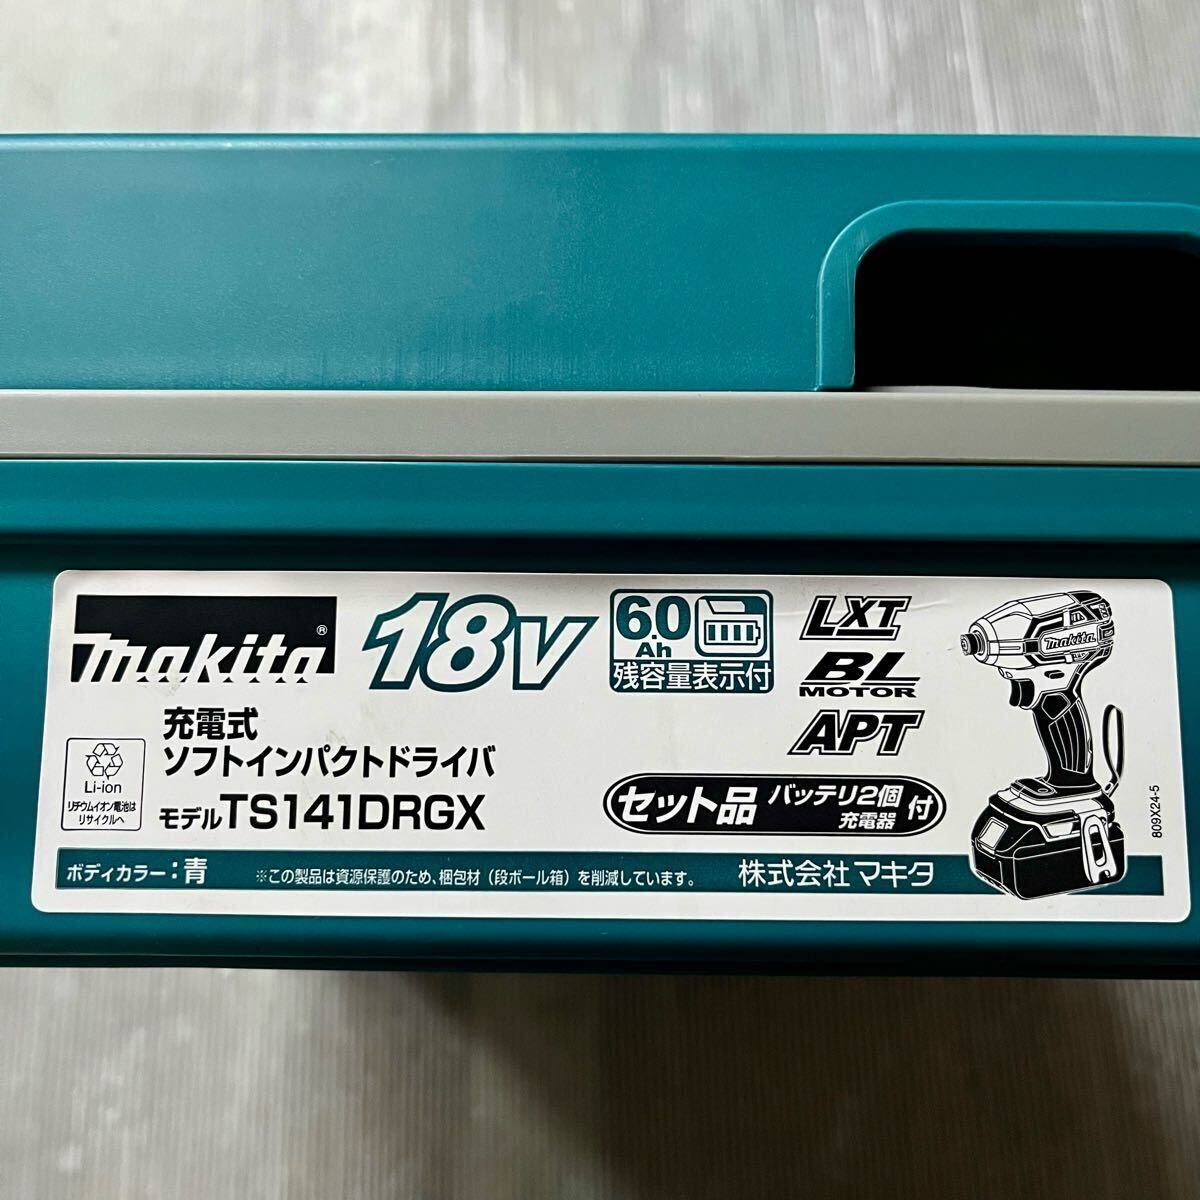 makita®
18V
6.0
Ah
残容量表示付
LXT
BL
MOTOR
APT
makita
充電式
ソフトインパクトドライバ
モデルTS141DRGX
Li-ion
リチウムイオン電池は
リサイクルへ
セット品 バッテリ2個
充電器 付
809X24-5
ボディカラー：青 ※この製品は資源保護のため、梱包材（段ボール箱）を削減しています。 株式会社マキタ